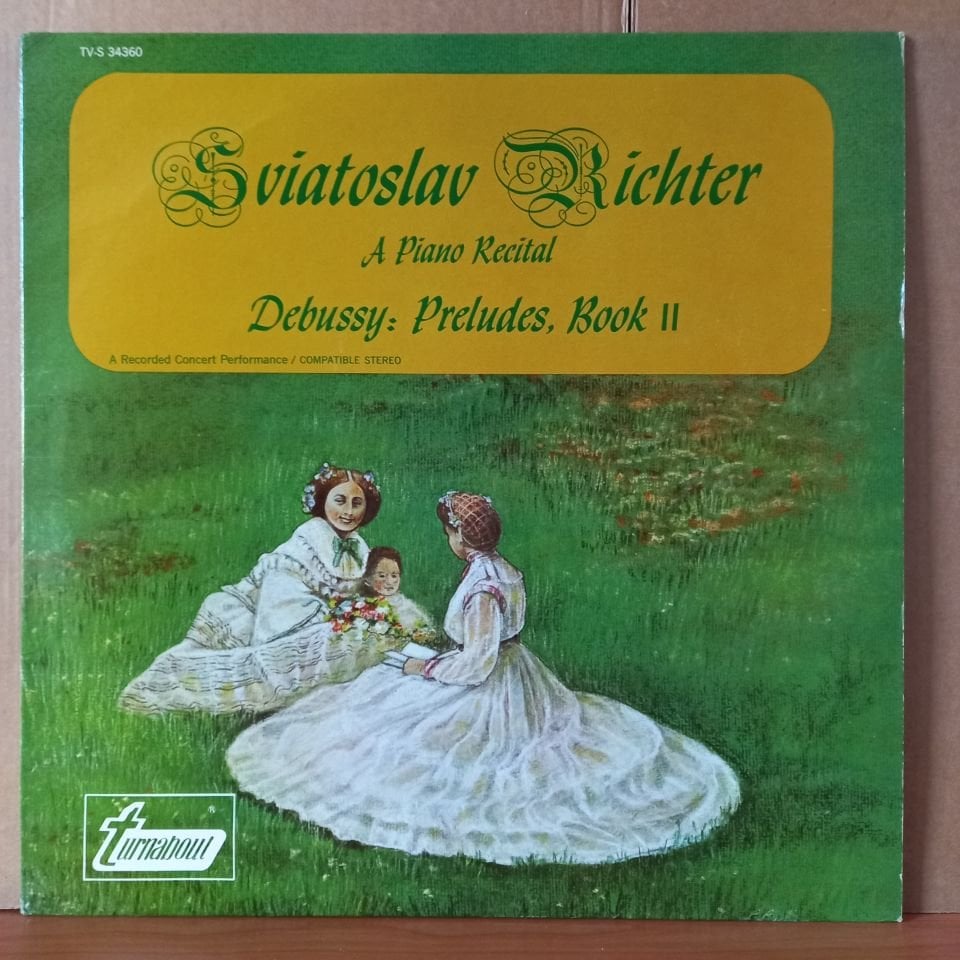 TV-S 34360
Sviatoslav Richter
A Piano Recital
Debussy: Preludes, Book II
A Recorded Concert Performance / COMPATIBLE STEREO
turnabout ®